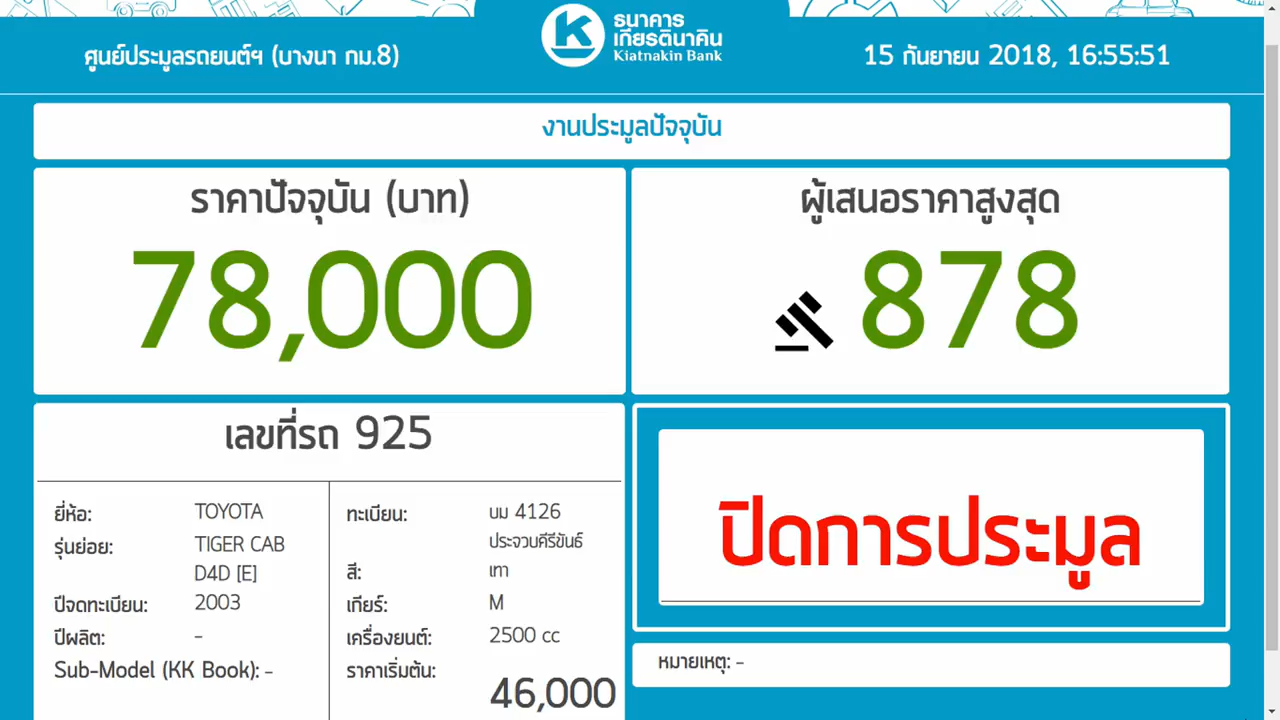 ศูนย์ประมูลรถยนต์ฯ (บางนา กม.8)
ธนาคาร
เกียรตินาคิน
Kiatnakin Bank
15 กันยายน 2018, 16:55:51
งานประมูลปัจจุบัน
ราคาปัจจุบัน (บาท)
78,000
ผู้เสนอราคาสูงสุด
878
เลขที่รถ 925
ยี่ห้อ: TOYOTA
รุ่นย่อย: TIGER CAB
D4D [E]
ปีจดทะเบียน: 2003
ปีผลิต: -
Sub-Model (KK Book): -
ทะเบียน: บม 4126
ประจวบคีรีขันธ์
สี: เทา
เกียร์: M
เครื่องยนต์: 2500 cc
ราคาเริ่มต้น:
46,000
ปิดการประมูล
หมายเหตุ: -